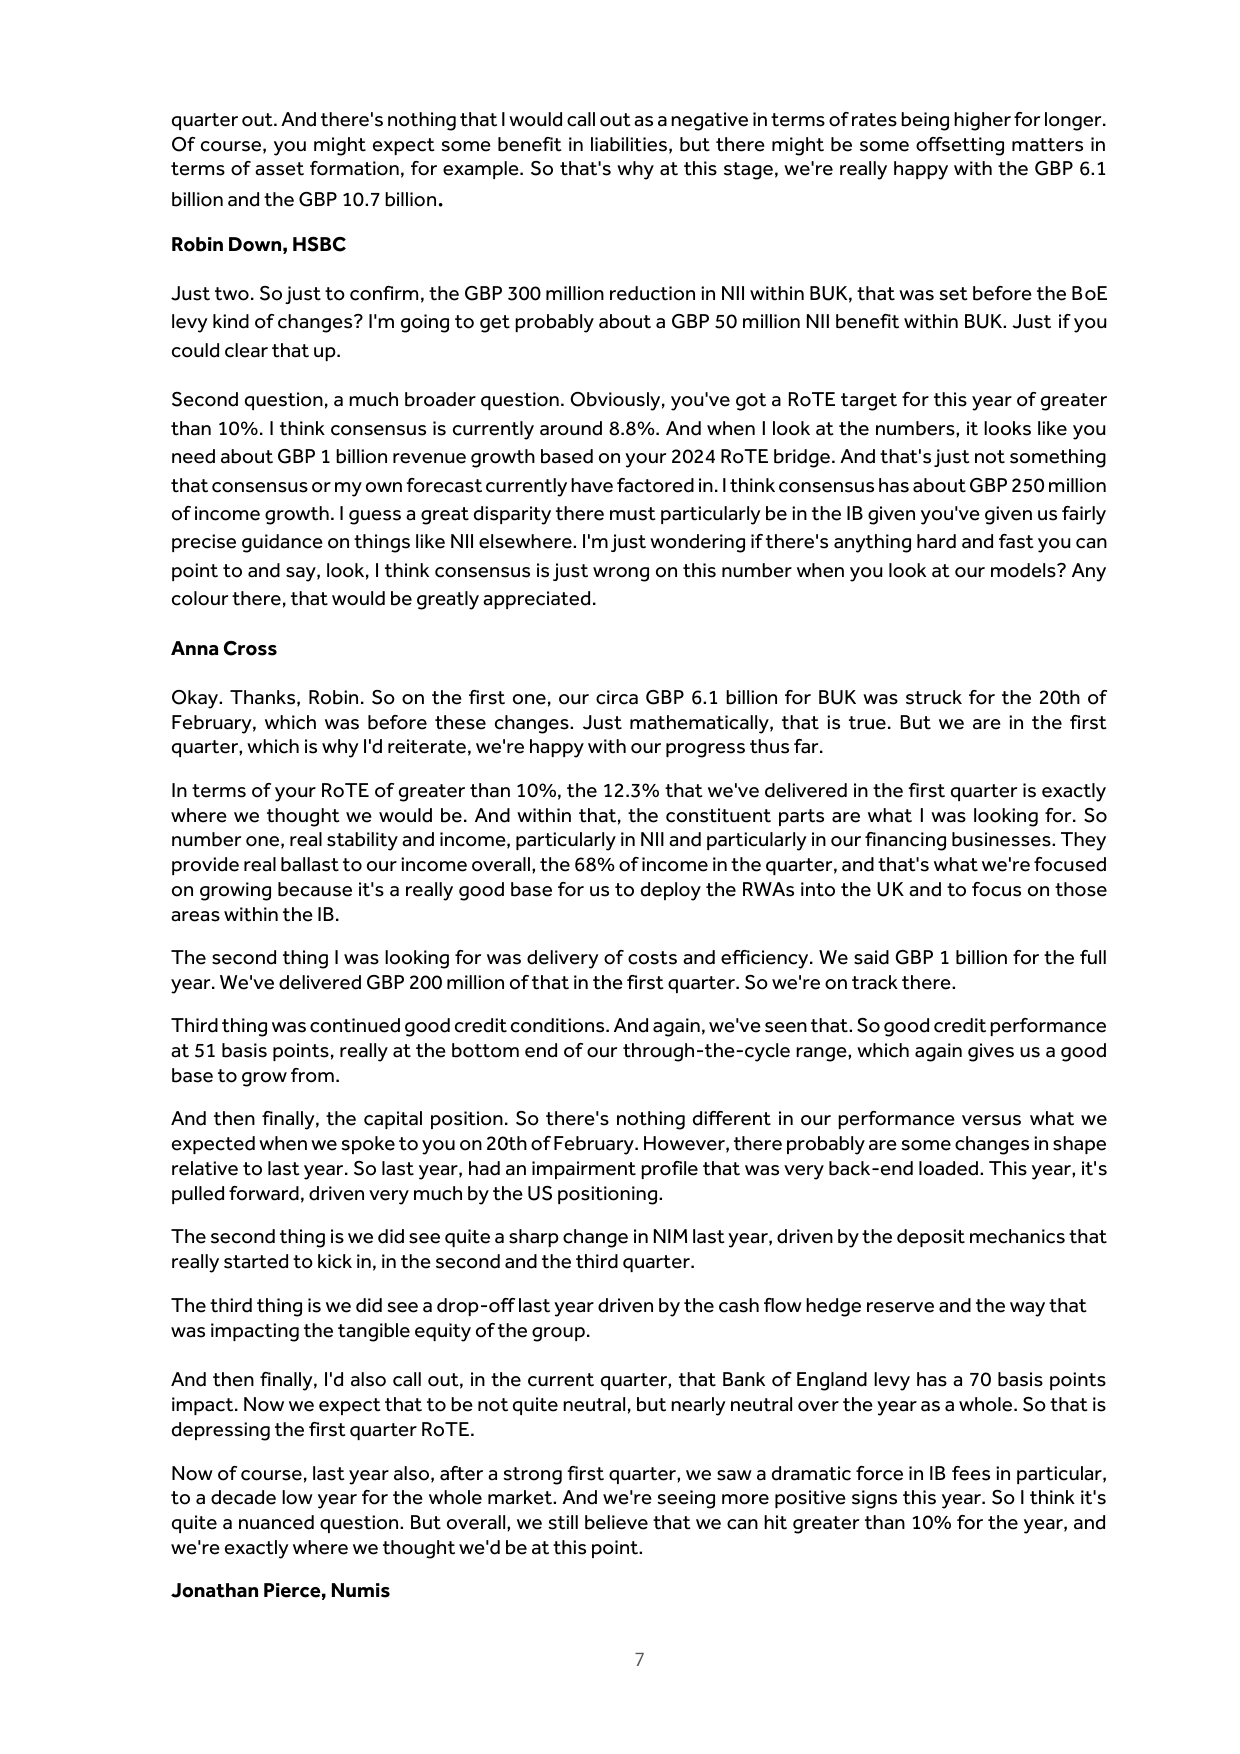 quarter out. And there's nothing that I would call out as a negative in terms of rates being higher for longer.
Of course, you might expect some benefit in liabilities, but there might be some offsetting matters in
terms of asset formation, for example. So that's why at this stage, we're really happy with the GBP 6.1
billion and the GBP 10.7 billion.
Robin Down, HSBC
Just two. So just to confirm, the GBP 300 million reduction in NII within BUK, that was set before the BoE
levy kind of changes? I'm going to get probably about a GBP 50 million NII benefit within BUK. Just if you
could clear that up.
Second question, a much broader question. Obviously, you've got a RoTE target for this year of greater
than 10%. I think consensus is currently around 8.8%. And when I look at the numbers, it looks like you
need about GBP 1 billion revenue growth based on your 2024 RoTE bridge. And that's just not something
that consensus or my own forecast currently have factored in. I think consensus has about GBP 250 million
of income growth. I guess a great disparity there must particularly be in the IB given you've given us fairly
precise guidance on things like NII elsewhere. I'm just wondering if there's anything hard and fast you can
point to and say, look, I think consensus is just wrong on this number when you look at our models? Any
colour there, that would be greatly appreciated.
Anna Cross
Okay. Thanks, Robin. So on the first one, our circa GBP 6.1 billion for BUK was struck for the 20th of
February, which was before these changes. Just mathematically, that is true. But we are in the first
quarter, which is why I'd reiterate, we're happy with our progress thus far.
In terms of your RoTE of greater than 10%, the 12.3% that we've delivered in the first quarter is exactly
where we thought we would be. And within that, the constituent parts are what I was looking for. So
number one, real stability and income, particularly in NII and particularly in our financing businesses. They
provide real ballast to our income overall, the 68% of income in the quarter, and that's what we're focused
on growing because it's a really good base for us to deploy the RWAs into the UK and to focus on those
areas within the IB.
The second thing I was looking for was delivery of costs and efficiency. We said GBP 1 billion for the full
year. We've delivered GBP 200 million of that in the first quarter. So we're on track there.
Third thing was continued good credit conditions. And again, we've seen that. So good credit performance
at 51 basis points, really at the bottom end of our through-the-cycle range, which again gives us a good
base to grow from.
And then finally, the capital position. So there's nothing different in our performance versus what we
expected when we spoke to you on 20th of February. However, there probably are some changes in shape
relative to last year. So last year, had an impairment profile that was very back-end loaded. This year, it's
pulled forward, driven very much by the US positioning.
The second thing is we did see quite a sharp change in NIM last year, driven by the deposit mechanics that
really started to kick in, in the second and the third quarter.
The third thing is we did see a drop-off last year driven by the cash flow hedge reserve and the way that
was impacting the tangible equity of the group.
And then finally, I'd also call out, in the current quarter, that Bank of England levy has a 70 basis points
impact. Now we expect that to be not quite neutral, but nearly neutral over the year as a whole. So that is
depressing the first quarter RoTE.
Now of course, last year also, after a strong first quarter, we saw a dramatic force in IB fees in particular,
to a decade low year for the whole market. And we're seeing more positive signs this year. So I think it's
quite a nuanced question. But overall, we still believe that we can hit greater than 10% for the year, and
we're exactly where we thought we'd be at this point.
Jonathan Pierce, Numis
7